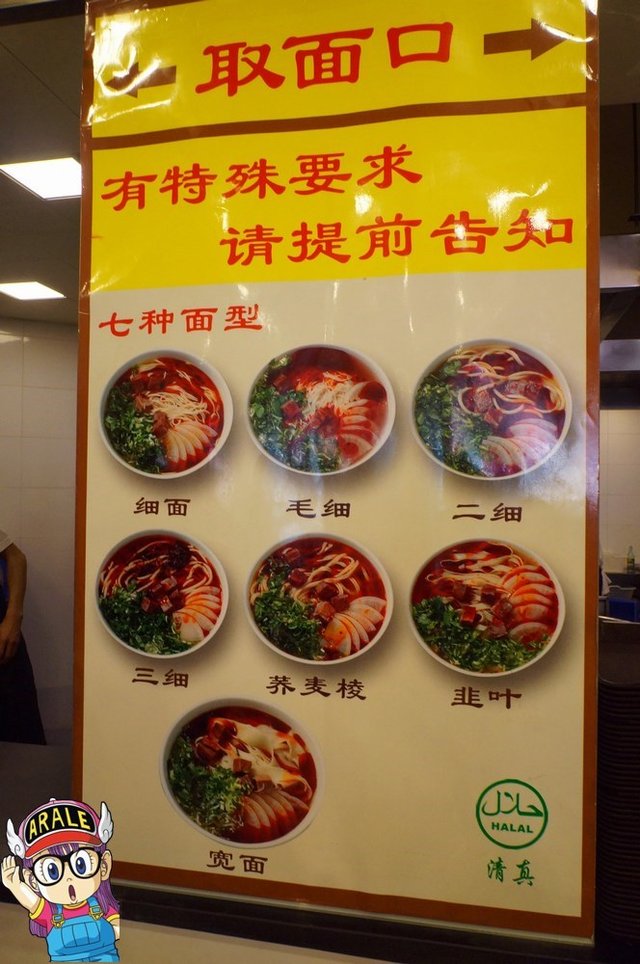 取面口
有特殊要求
请提前告知
七种面型
细面
毛细
二细
三细
荞麦棱
韭叶
宽面
حلال
HALAL
清真
ARALE